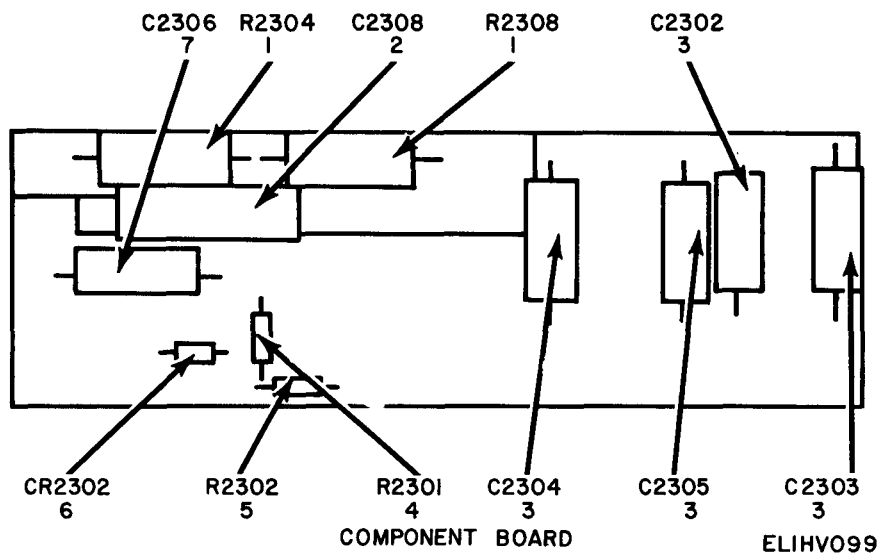 C2306 R2304 C2308 R2308 C2302
7 1 2 1 3
CR2302 R2302 R2301 C2304 C2305 C2303
6 5 4 3 3 3
COMPONENT BOARD
ELIHV099